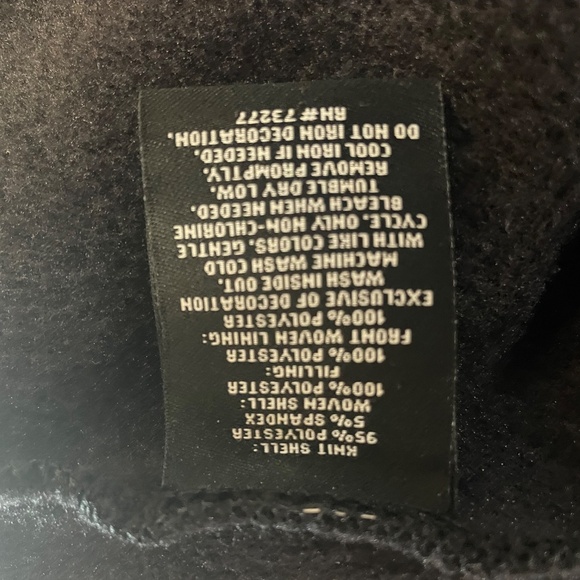 KNIT SHELL:
95% POLYESTER
5% SPANDEX
WOVEN SHELL:
100% POLYESTER
FILLING:
100% POLYESTER
FRONT WOVEN LINING:
100% POLYESTER
EXCLUSIVE OF DECORATION
WASH INSIDE OUT.
MACHINE WASH COLD
WITH LIKE COLORS. GENTLE
CYCLE. ONLY NON-CHLORINE
BLEACH WHEN NEEDED.
TUMBLE DRY LOW.
REMOVE PROMPTLY.
COOL IRON IF NEEDED.
DO NOT IRON DECORATION.
RN# 73277